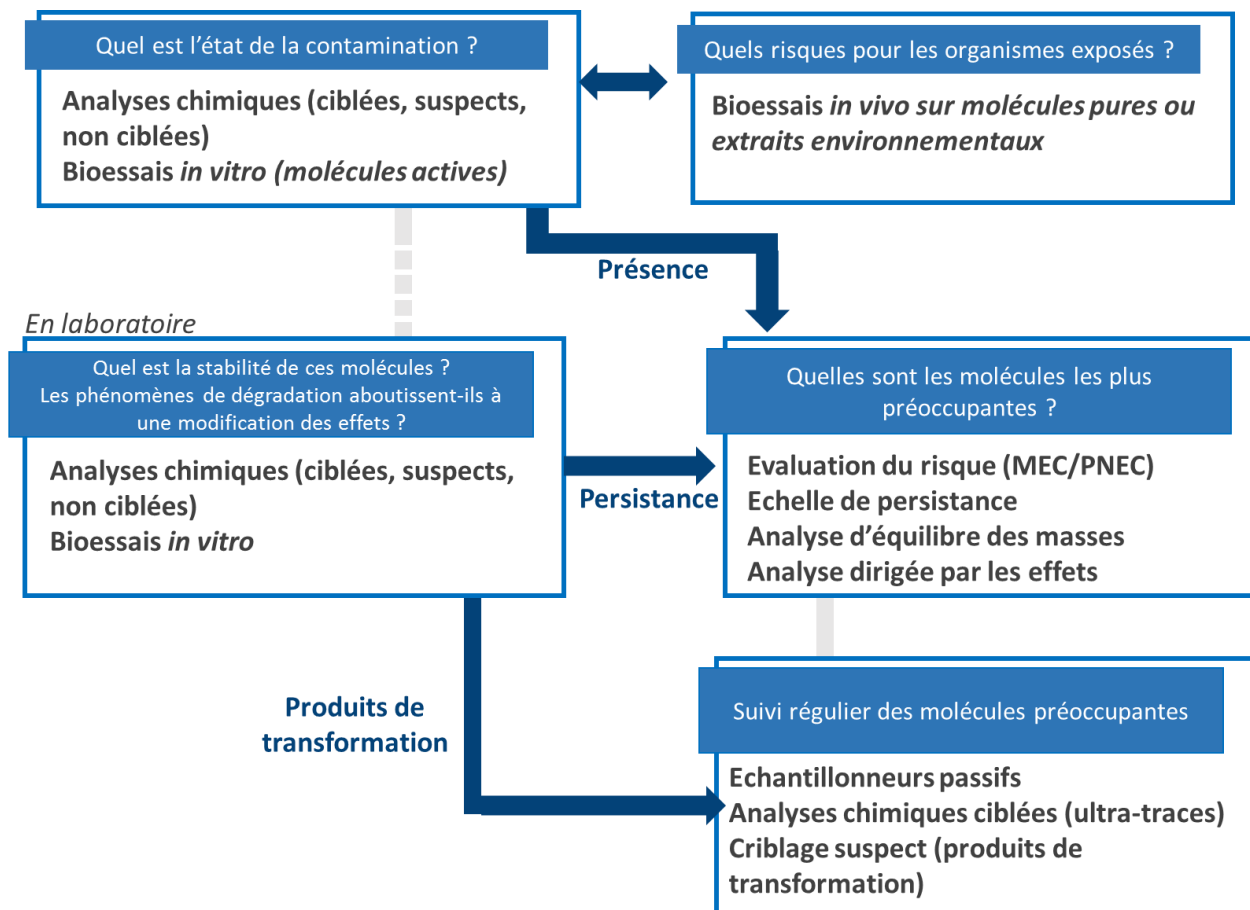 Quel est l’état de la contamination ?
Analyses chimiques (ciblées, suspects,
non ciblées)
Bioessais in vitro (molécules actives)
Quels risques pour les organismes exposés ?
Bioessais in vivo sur molécules pures ou
extraits environnementaux
Présence
En laboratoire
Quel est la stabilité de ces molécules ?
Les phénomènes de dégradation aboutissent-ils à
une modification des effets ?
Analyses chimiques (ciblées, suspects,
non ciblées)
Bioessais in vitro
Persistance
Quelles sont les molécules les plus
préoccupantes ?
Evaluation du risque (MEC/PNEC)
Echelle de persistance
Analyse d’équilibre des masses
Analyse dirigée par les effets
Produits de
transformation
Suivi régulier des molécules préoccupantes
Echantillonneurs passifs
Analyses chimiques ciblées (ultra-traces)
Criblage suspect (produits de
transformation)